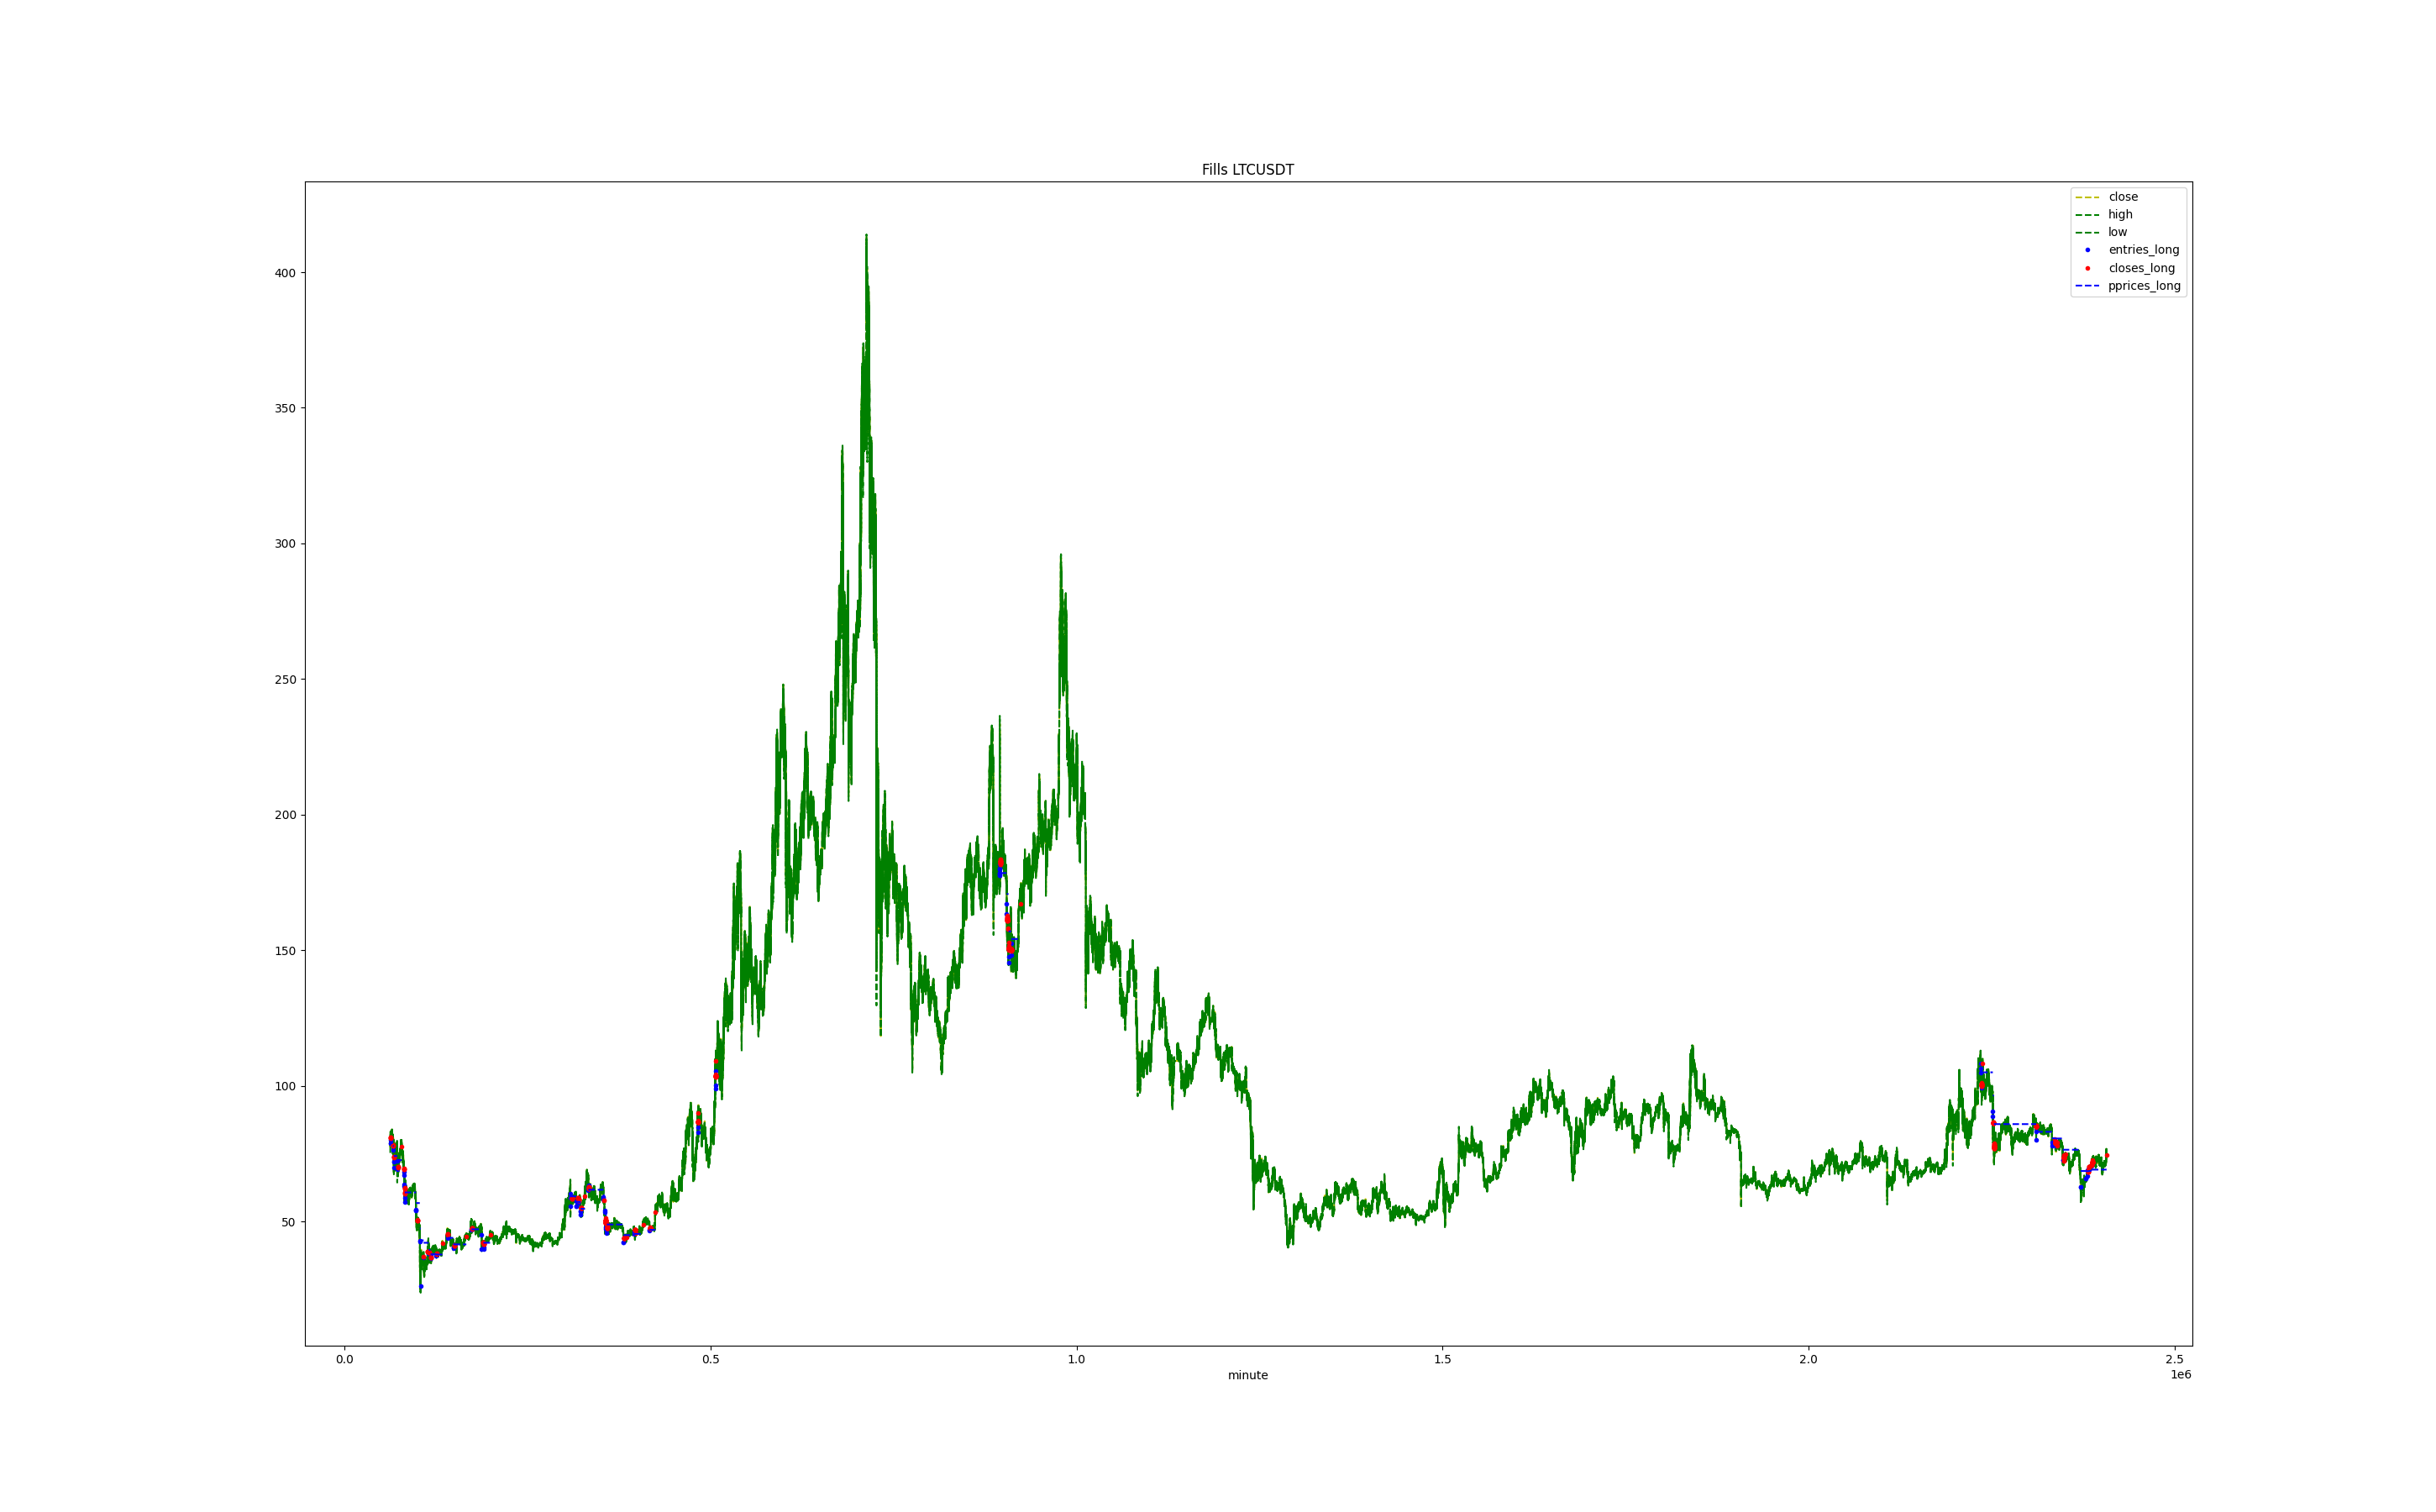 Fills LTCUSDT
close
high
low
entries_long
closes_long
pprices_long
400
350
300
250
200
150
100
50
0.0 0.5 1.0 1.5 2.0 2.5
minute 1e6